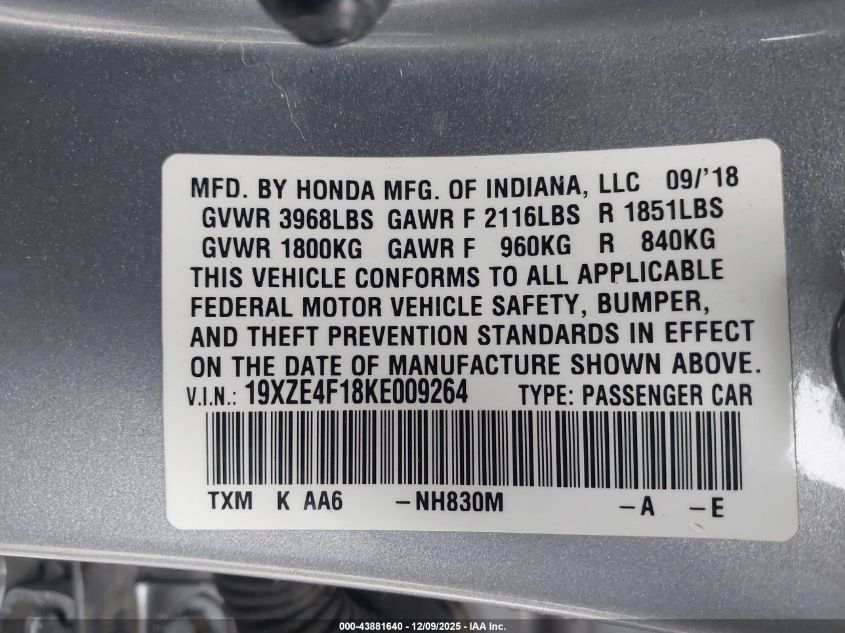 MFD. BY HONDA MFG. OF INDIANA, LLC 09/'18
GVWR 3968LBS GAWR F 2116LBS R 1851LBS
GVWR 1800KG GAWR F 960KG R 840KG
THIS VEHICLE CONFORMS TO ALL APPLICABLE
FEDERAL MOTOR VEHICLE SAFETY, BUMPER,
AND THEFT PREVENTION STANDARDS IN EFFECT
ON THE DATE OF MANUFACTURE SHOWN ABOVE.
V.I.N.: 19XZE4F18KE009264 TYPE: PASSENGER CAR
TXM K AA6 -NH830M -A -E
000-43881640 - 12/09/2025 - IAA Inc.